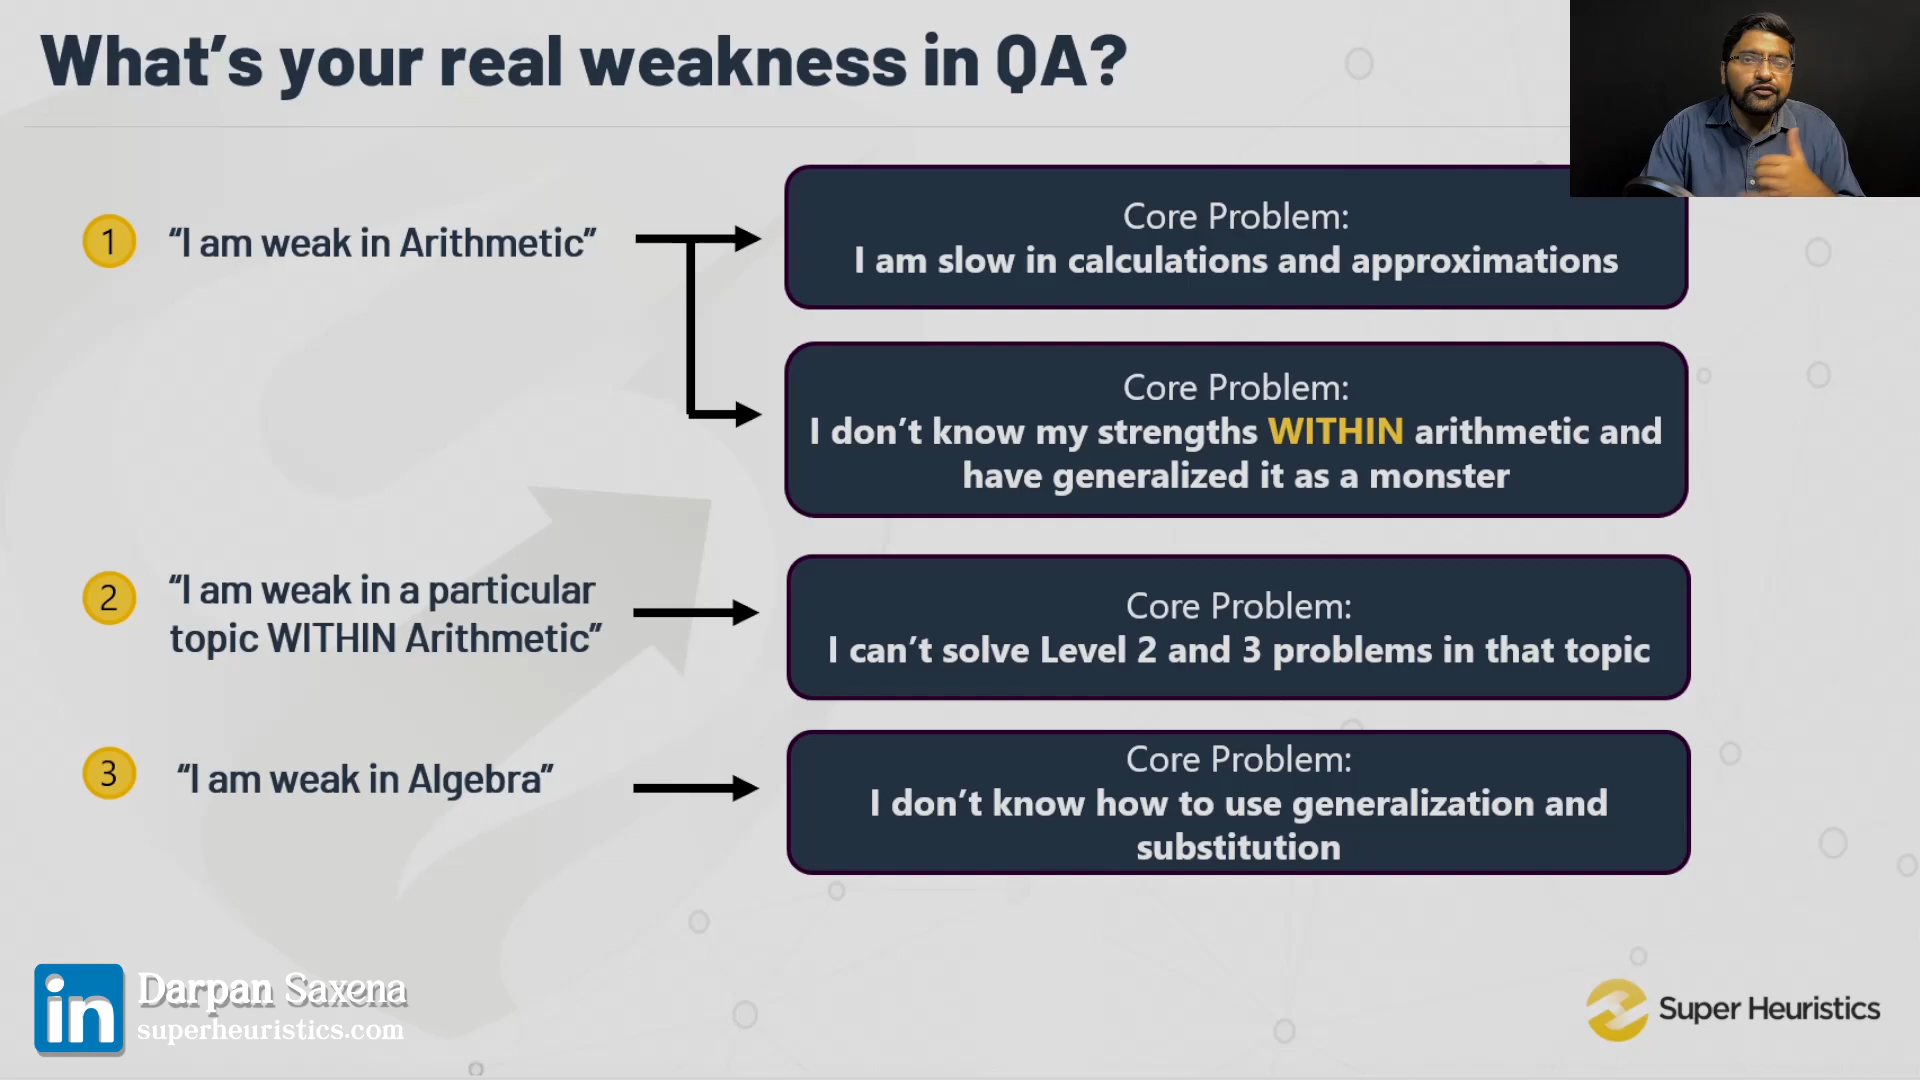 What’s your real weakness in QA?
1 “I am weak in Arithmetic”
Core Problem:
I am slow in calculations and approximations
Core Problem:
I don’t know my strengths WITHIN arithmetic and
have generalized it as a monster
2 “I am weak in a particular
topic WITHIN Arithmetic”
Core Problem:
I can’t solve Level 2 and 3 problems in that topic
3 “I am weak in Algebra”
Core Problem:
I don’t know how to use generalization and
substitution
in Darpan Saxena
superheuristics.com
Super Heuristics